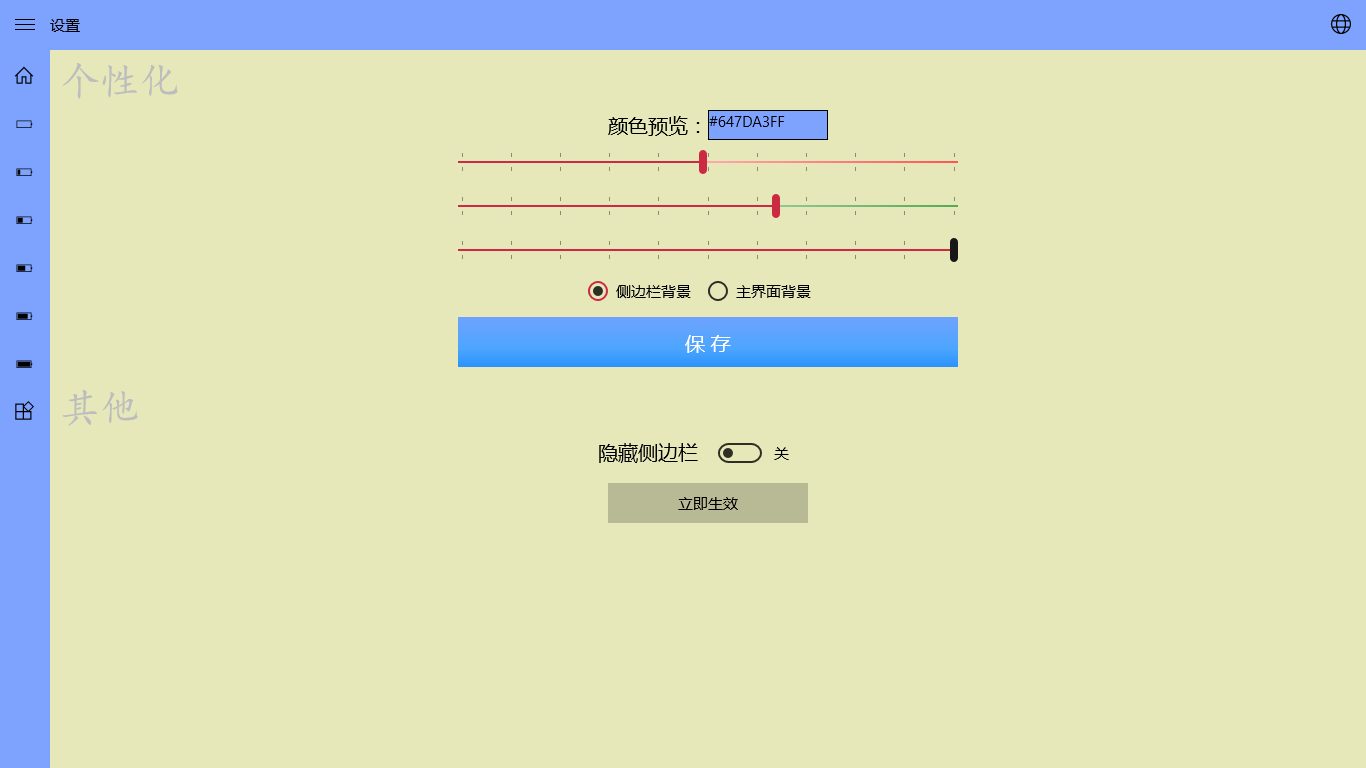 设置
个性化
颜色预览：#647DA3FF
侧边栏背景 主界面背景
保 存
其他
隐藏侧边栏 关
立即生效